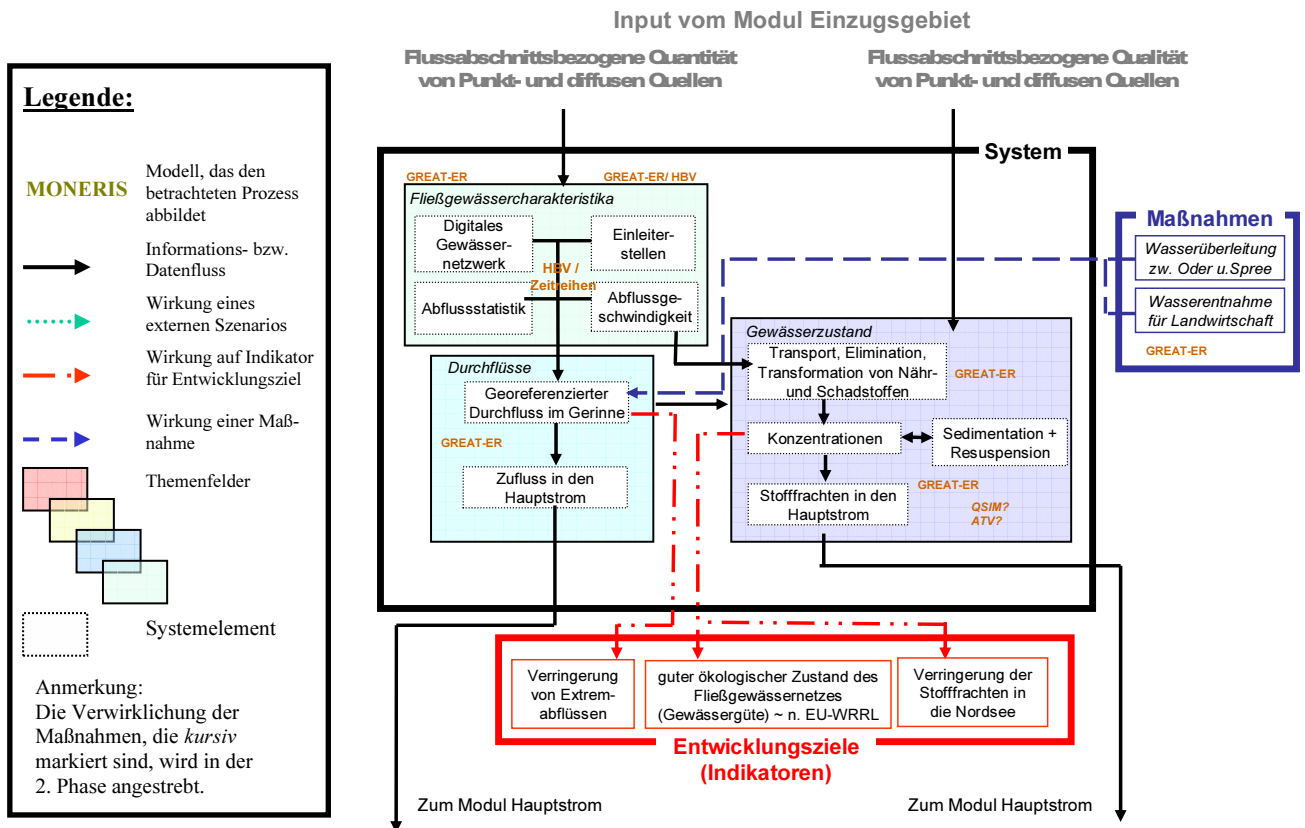 Input vom Modul Einzugsgebiet
Flussabschnittsbezogene Quantität
von Punkt- und diffusen Quellen
Flussabschnittsbezogene Qualität
von Punkt- und diffusen Quellen
Legende:
MONERIS
Modell, das den
betrachteten Prozess
abbildet
Informations- bzw.
Datenfluss
Wirkung eines
externen Szenarios
Wirkung auf Indikator
für Entwicklungsziel
Wirkung einer Maß-
nahme
Themenfelder
Systemelement
Anmerkung:
Die Verwirklichung der
Maßnahmen, die kursiv
markiert sind, wird in der
2. Phase angestrebt.
System
GREAT-ER
GREAT-ER/ HBV
Fließgewässercharakteristika
Digitales
Gewässer-
netzwerk
Einleiter-
stellen
HBV /
Zeitreihen
Abflussstatistik
Abflussge-
schwindigkeit
Durchflüsse
Georeferenzierter
Durchfluss im Gerinne
GREAT-ER
Zufluss in den
Hauptstrom
Gewässerzustand
Transport, Elimination,
Transformation von Nähr-
und Schadstoffen
GREAT-ER
Konzentrationen
Sedimentation +
Resuspension
Stofffrachten in den
Hauptstrom
GREAT-ER
QSIM?
ATV?
Maßnahmen
Wasserüberleitung
zw. Oder u.Spree
Wasserentnahme
für Landwirtschaft
GREAT-ER
Verringerung
von Extrem-
abflüssen
guter ökologischer Zustand des
Fließgewässernetzes
(Gewässergüte) ~ n. EU-WRRL
Verringerung der
Stofffrachten in
die Nordsee
Entwicklungsziele
(Indikatoren)
Zum Modul Hauptstrom
Zum Modul Hauptstrom